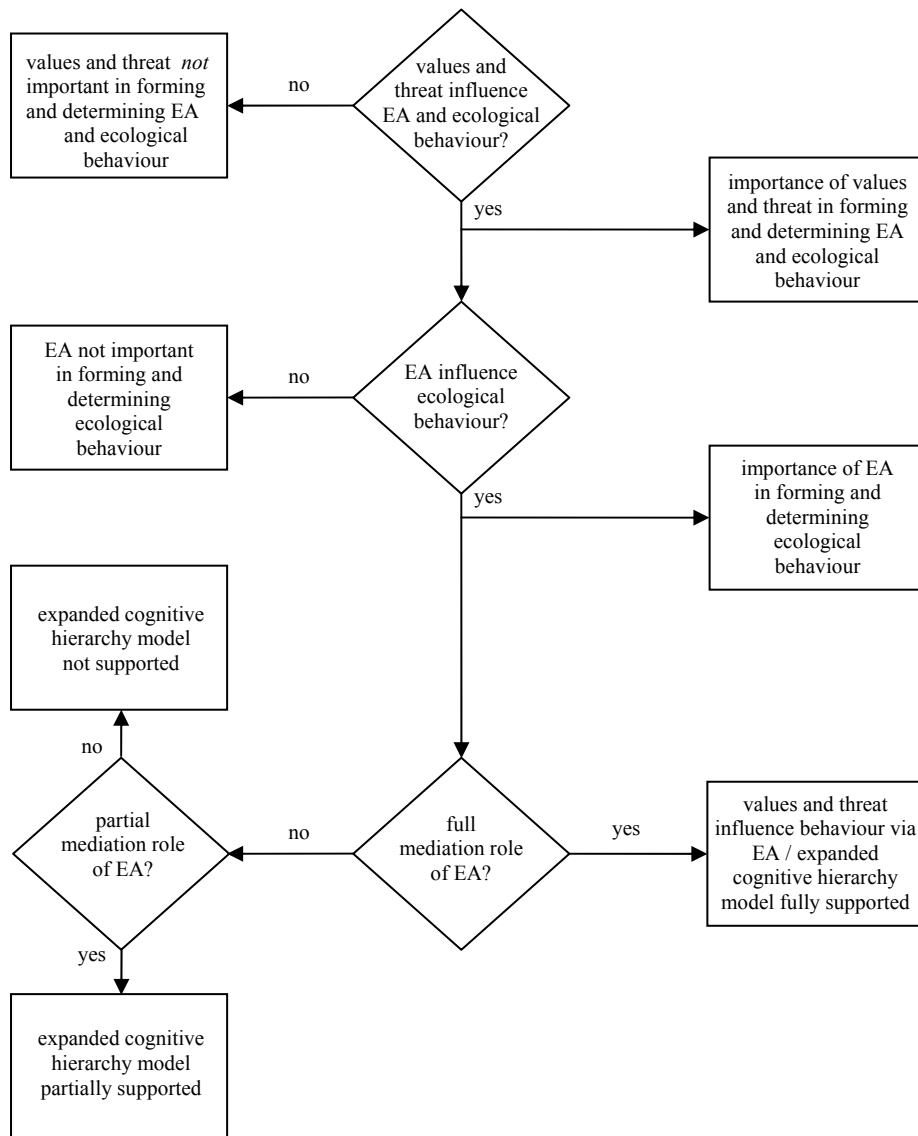 values and threat not
important in forming
and determining EA
and ecological
behaviour
no
values and
threat influence
EA and ecological
behaviour?
yes
importance of values
and threat in forming
and determining EA
and ecological
behaviour
EA not important
in forming and
determining
ecological
behaviour
no
EA influence
ecological
behaviour?
yes
importance of EA
in forming and
determining
ecological
behaviour
expanded cognitive
hierarchy model
not supported
no
partial
mediation role
of EA?
no
full
mediation role
of EA?
yes
values and threat
influence behaviour via
EA / expanded
cognitive hierarchy
model fully supported
yes
expanded cognitive
hierarchy model
partially supported